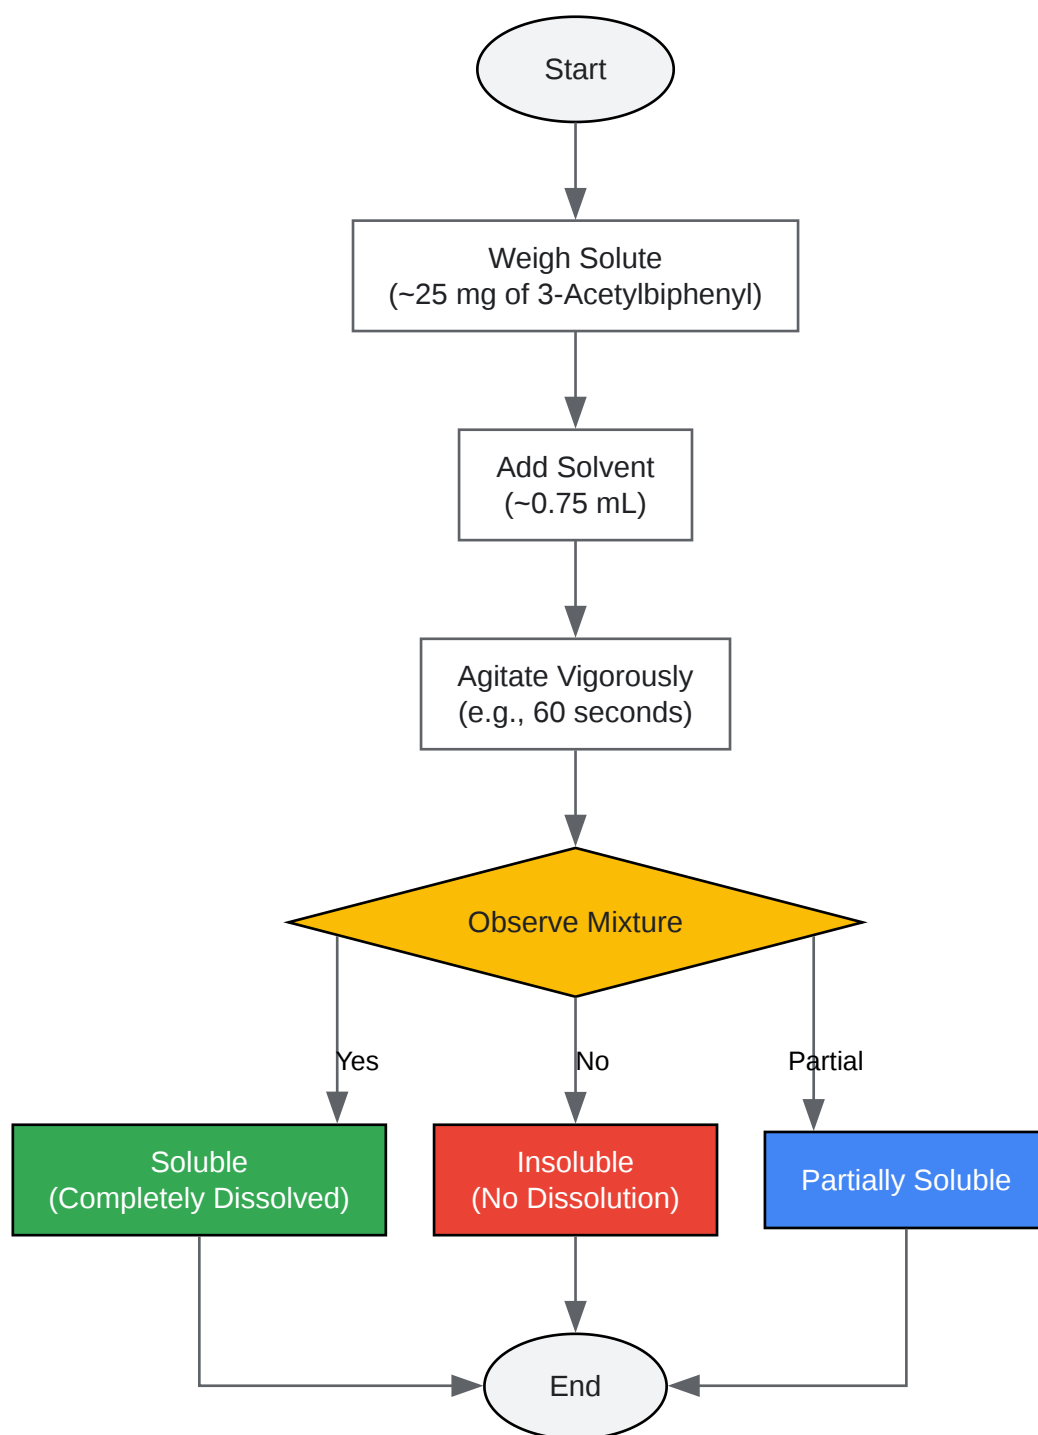 Start
Weigh Solute
(~25 mg of 3-Acetylbiphenyl)
Add Solvent
(~0.75 mL)
Agitate Vigorously
(e.g., 60 seconds)
Observe Mixture
Yes
No
Partial
Soluble
(Completely Dissolved)
Insoluble
(No Dissolution)
Partially Soluble
End